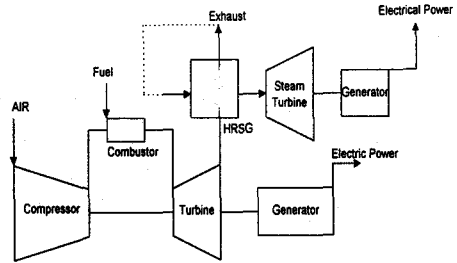 Electrical Power
Exhaust
Fuel
Steam
Turbine
Generator
AIR
HRSG
Combustor
Electric Power
Compressor
Turbine
Generator